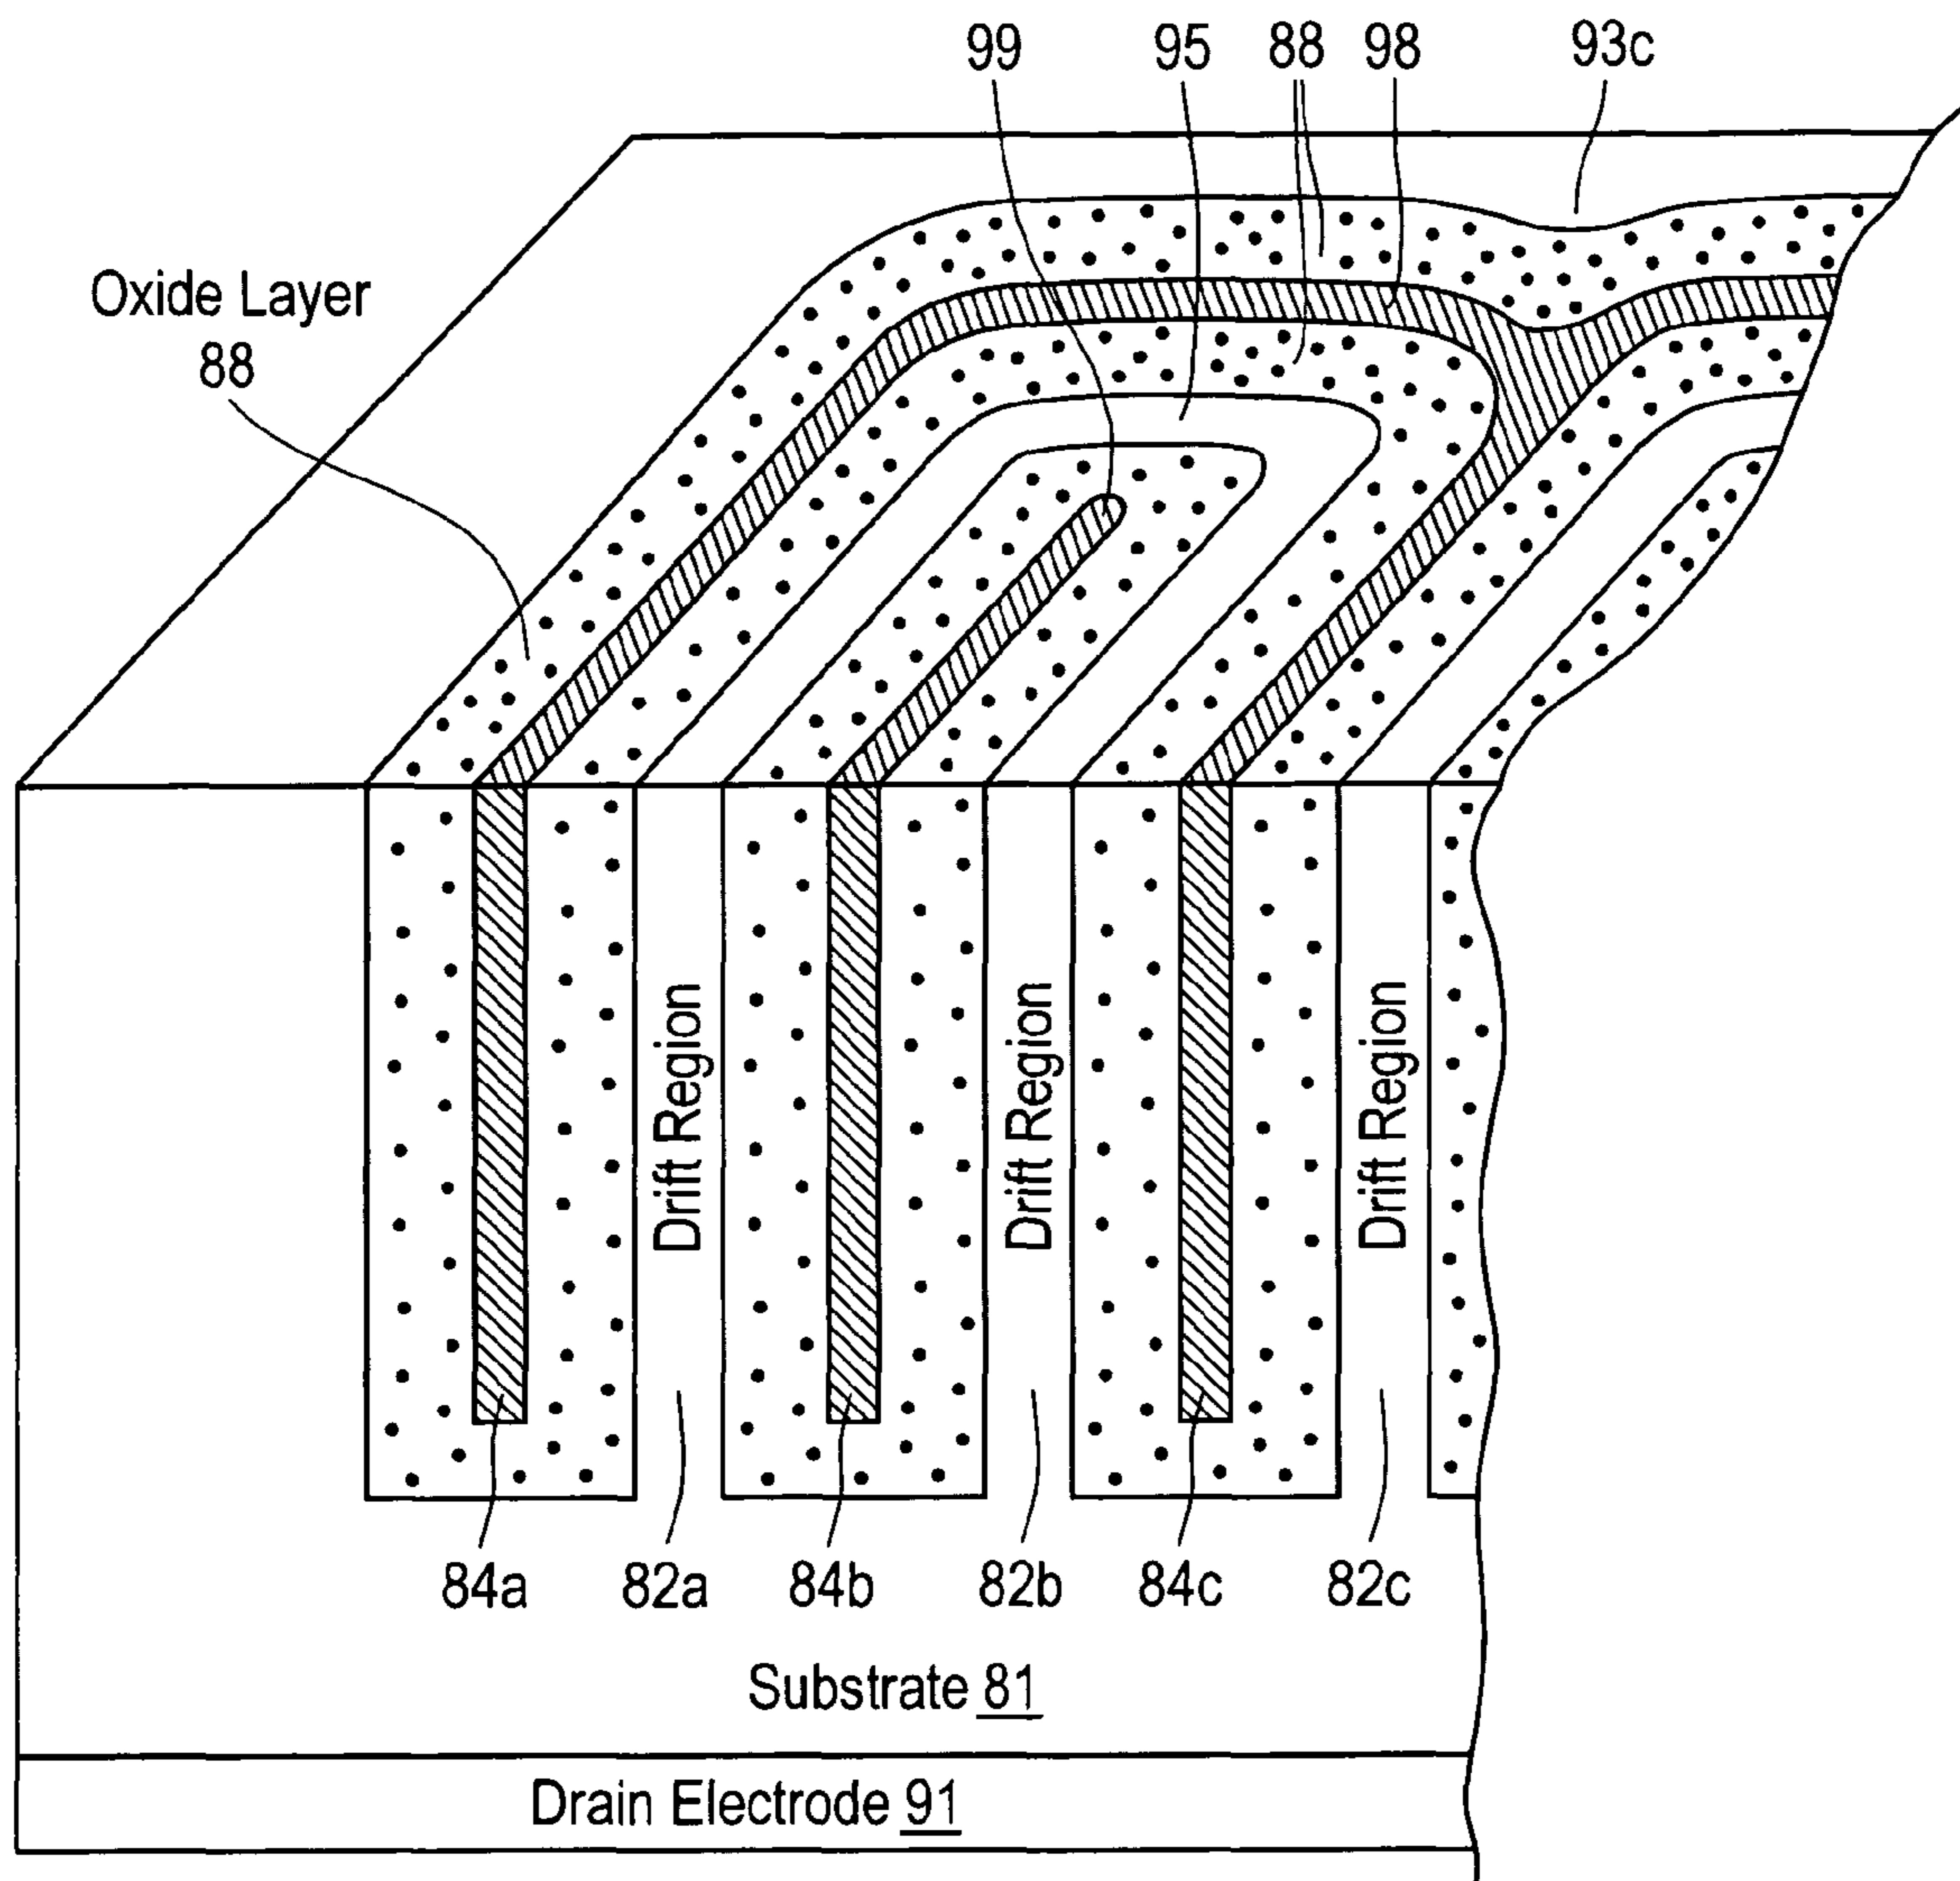 99 95 88 98 93c
Oxide Layer
88
Drift Region
Drift Region
Drift Region
84a 82a 84b 82b 84c 82c
Substrate 81
Drain Electrode 91